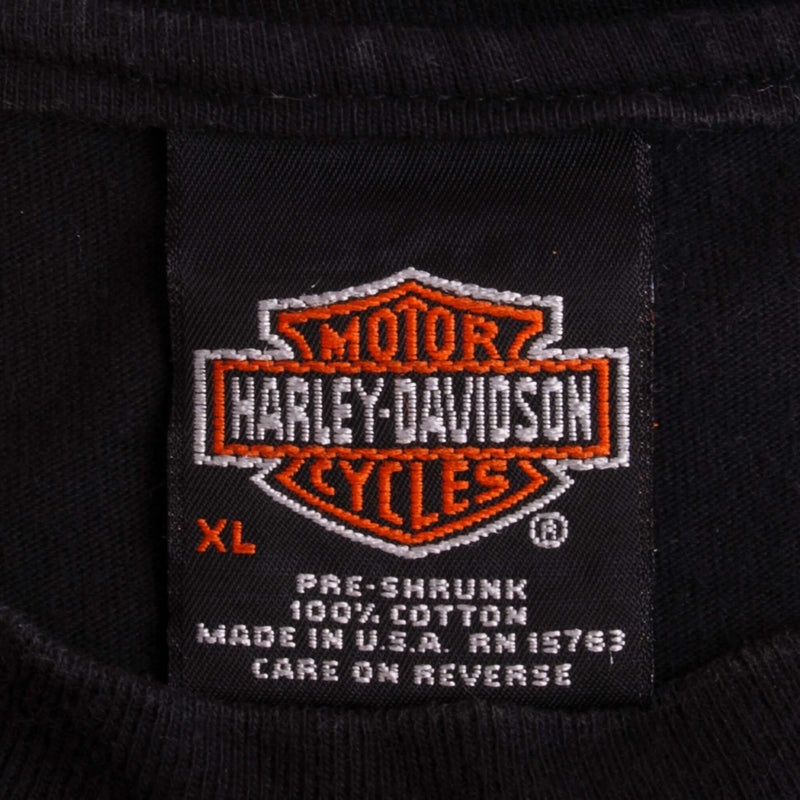 MOTOR
HARLEY-DAVIDSON
CYCLES
XL ®
PRE-SHRUNK
100% COTTON
MADE IN U.S.A. RN 15763
CARE ON REVERSE